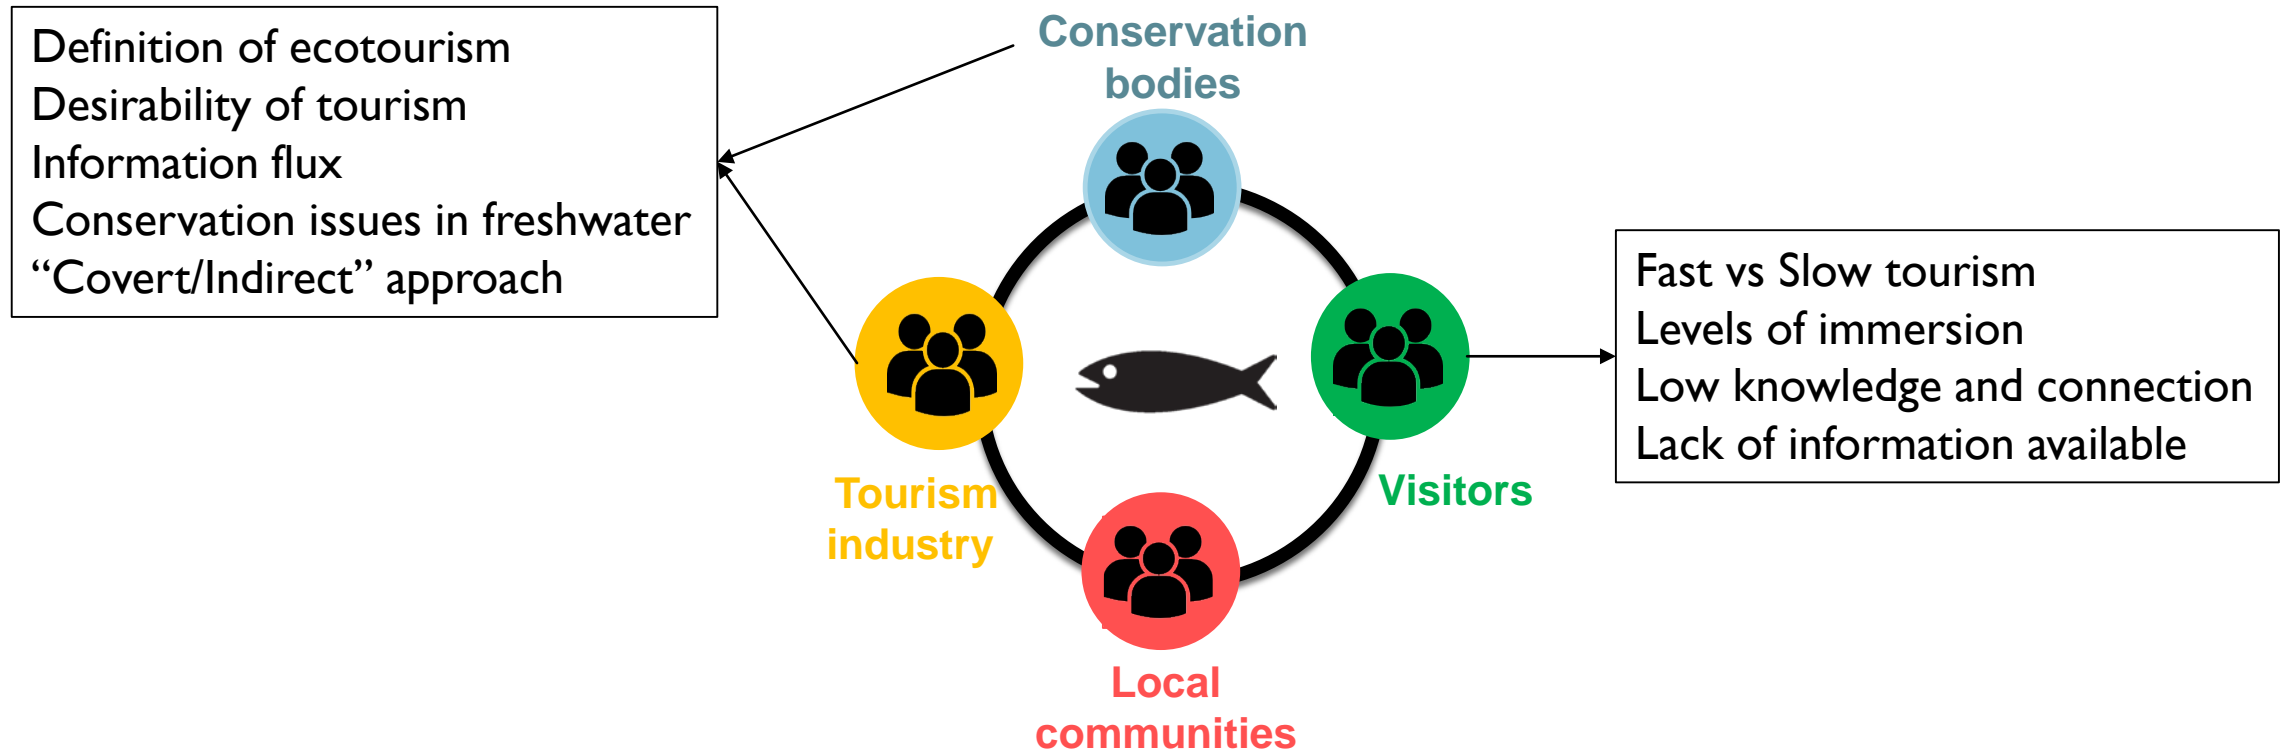 Definition of ecotourism
Desirability of tourism
Information flux
Conservation issues in freshwater
“Covert/Indirect” approach
Conservation
bodies
Tourism
industry
Visitors
Local
communities
Fast vs Slow tourism
Levels of immersion
Low knowledge and connection
Lack of information available